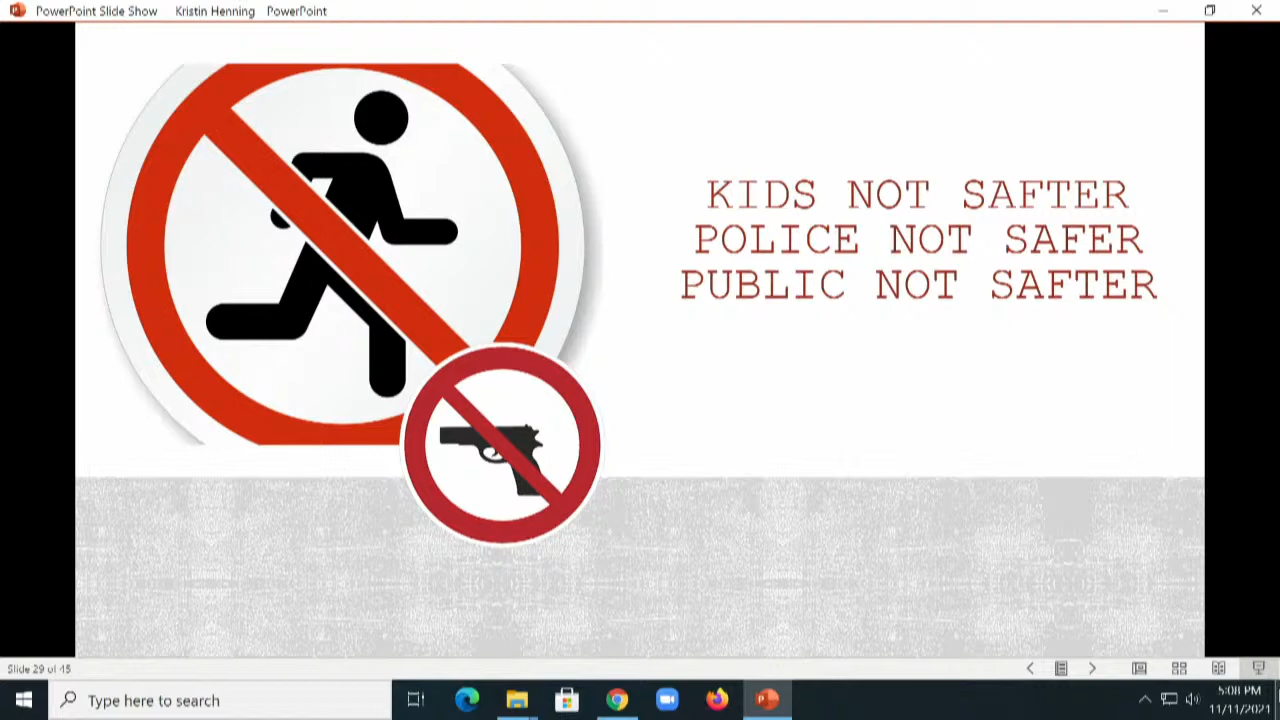 PowerPoint Slide Show Kristin Henning PowerPoint
KIDS NOT SAFTER
POLICE NOT SAFER
PUBLIC NOT SAFTER
Slide 29 of 45
Type here to search
5:08 PM
11/11/2021